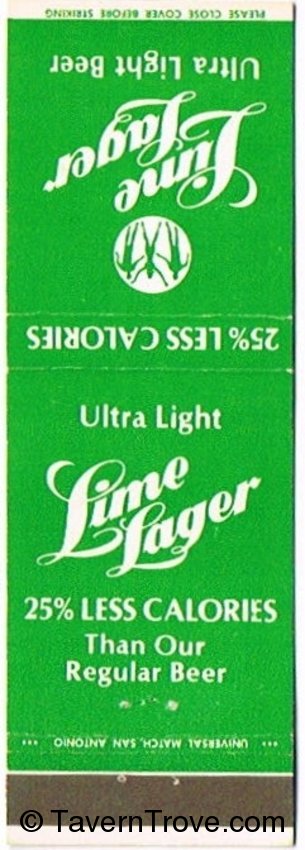 PLEASE CLOSE COVER BEFORE STRIKING
Ultra Light Beer
Lime
Lager
25% LESS CALORIES
Ultra Light
Lime
Lager
25% LESS CALORIES
Than Our
Regular Beer
••• UNIVERSAL MATCH, SAN ANTONIO •••
© TavernTrove.com